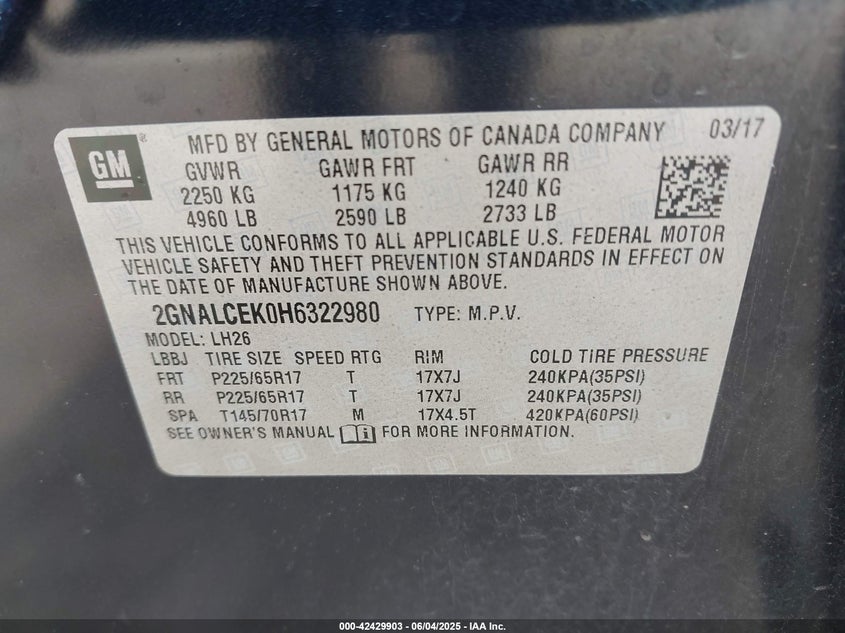 GM ® MFD BY GENERAL MOTORS OF CANADA COMPANY 03/17
GVWR GAWR FRT GAWR RR
2250 KG 1175 KG 1240 KG
4960 LB 2590 LB 2733 LB
THIS VEHICLE CONFORMS TO ALL APPLICABLE U.S. FEDERAL MOTOR
VEHICLE SAFETY AND THEFT PREVENTION STANDARDS IN EFFECT ON
THE DATE OF MANUFACTURE SHOWN ABOVE.
2GNALCEK0H6322980 TYPE: M.P.V.
MODEL: LH26
LBBJ TIRE SIZE SPEED RTG RIM COLD TIRE PRESSURE
FRT P225/65R17 T 17X7J 240KPA(35PSI)
RR P225/65R17 T 17X7J 240KPA(35PSI)
SPA T145/70R17 M 17X4.5T 420KPA(60PSI)
SEE OWNER'S MANUAL FOR MORE INFORMATION.
000-42429903 - 06/04/2025 - IAA Inc.